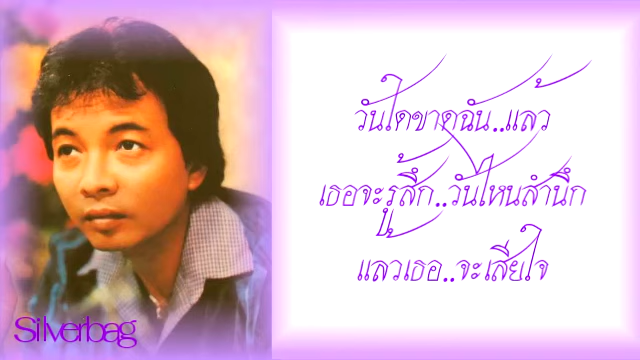 วันใดขาดฉัน..แล้ว
เธอจะรู้สึก..วันไหนสำนึก
แล้วเธอ..จะเสียใจ
Silverbag